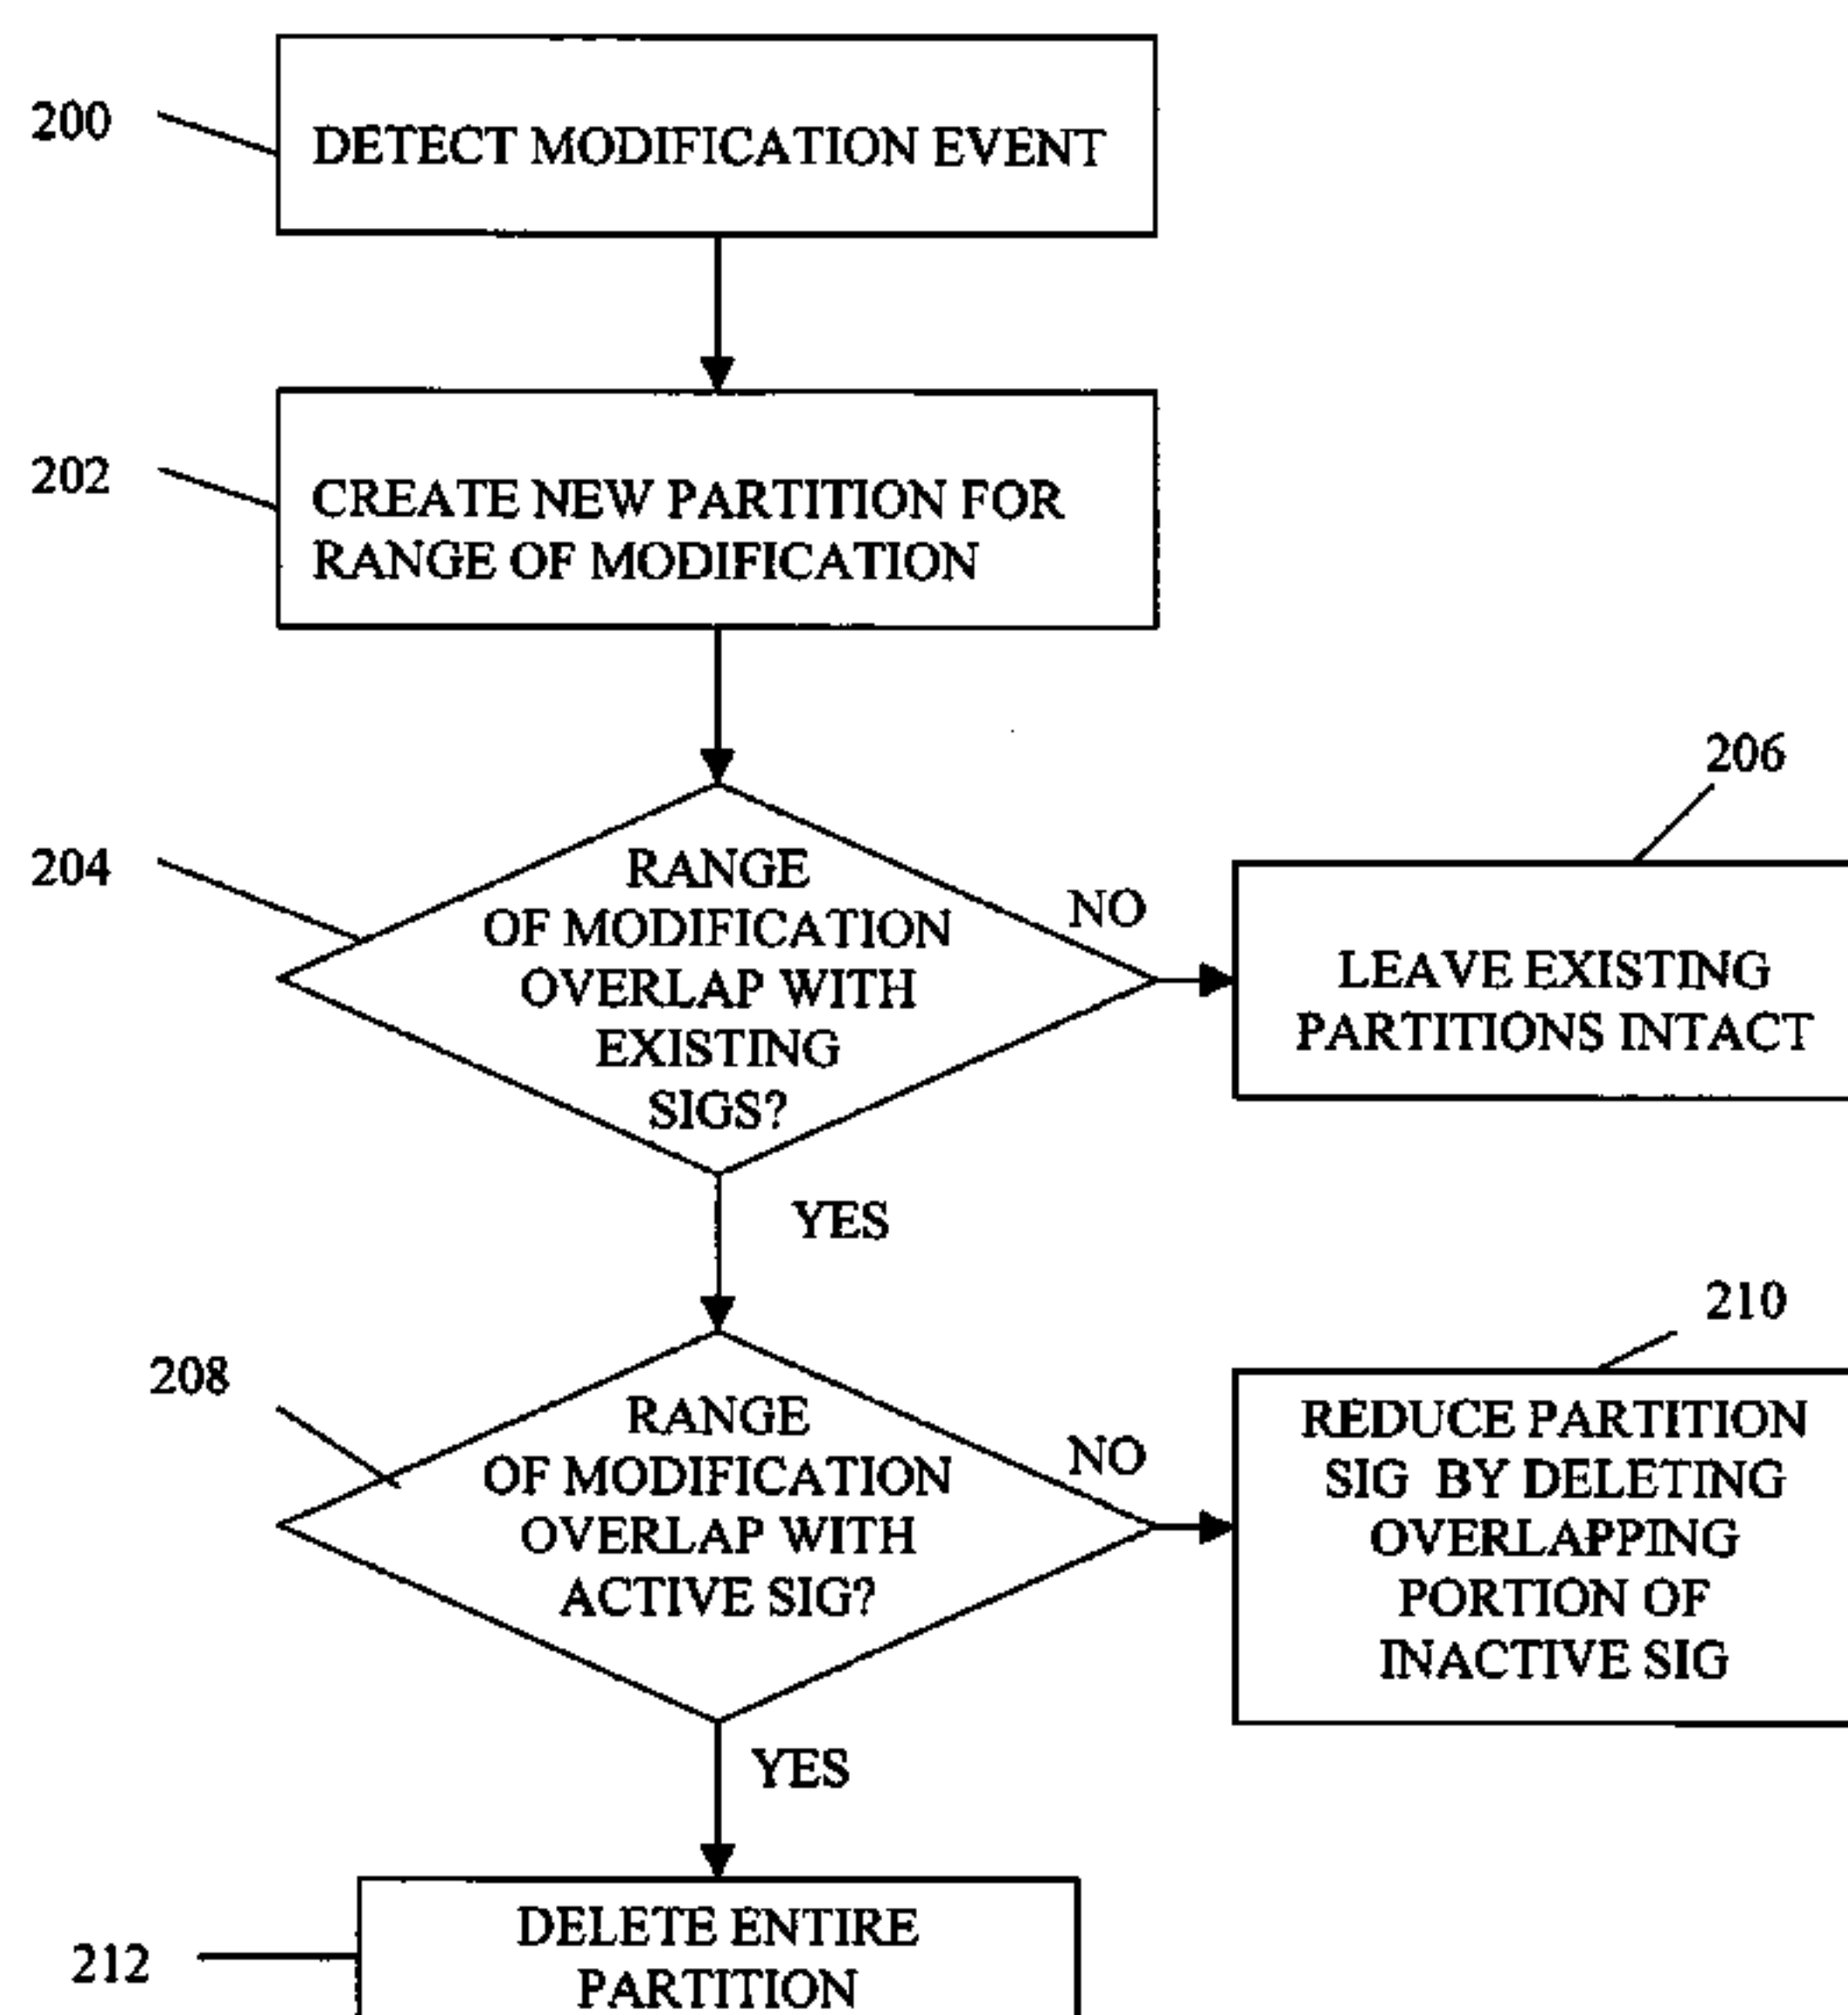 200
DETECT MODIFICATION EVENT
202
CREATE NEW PARTITION FOR
RANGE OF MODIFICATION
206
204
RANGE
OF MODIFICATION
OVERLAP WITH
EXISTING
SIGS?
NO
LEAVE EXISTING
PARTITIONS INTACT
YES
210
208
RANGE
OF MODIFICATION
OVERLAP WITH
ACTIVE SIG?
NO
REDUCE PARTITION
SIG BY DELETING
OVERLAPPING
PORTION OF
INACTIVE SIG
YES
212
DELETE ENTIRE
PARTITION